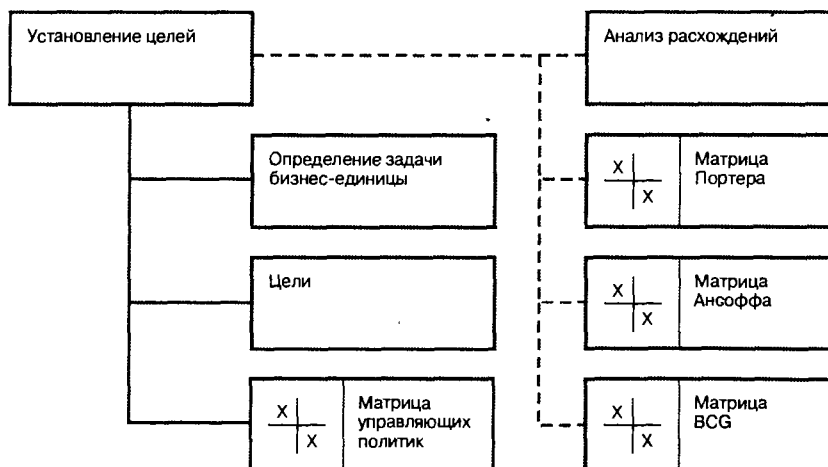 Установление целей
Анализ расхождений
Определение задачи
бизнес-единицы
X
X
Матрица
Портера
Цели
X
X
Матрица
Ансоффа
X
X
Матрица
управляющих
политик
X
X
Матрица
BCG